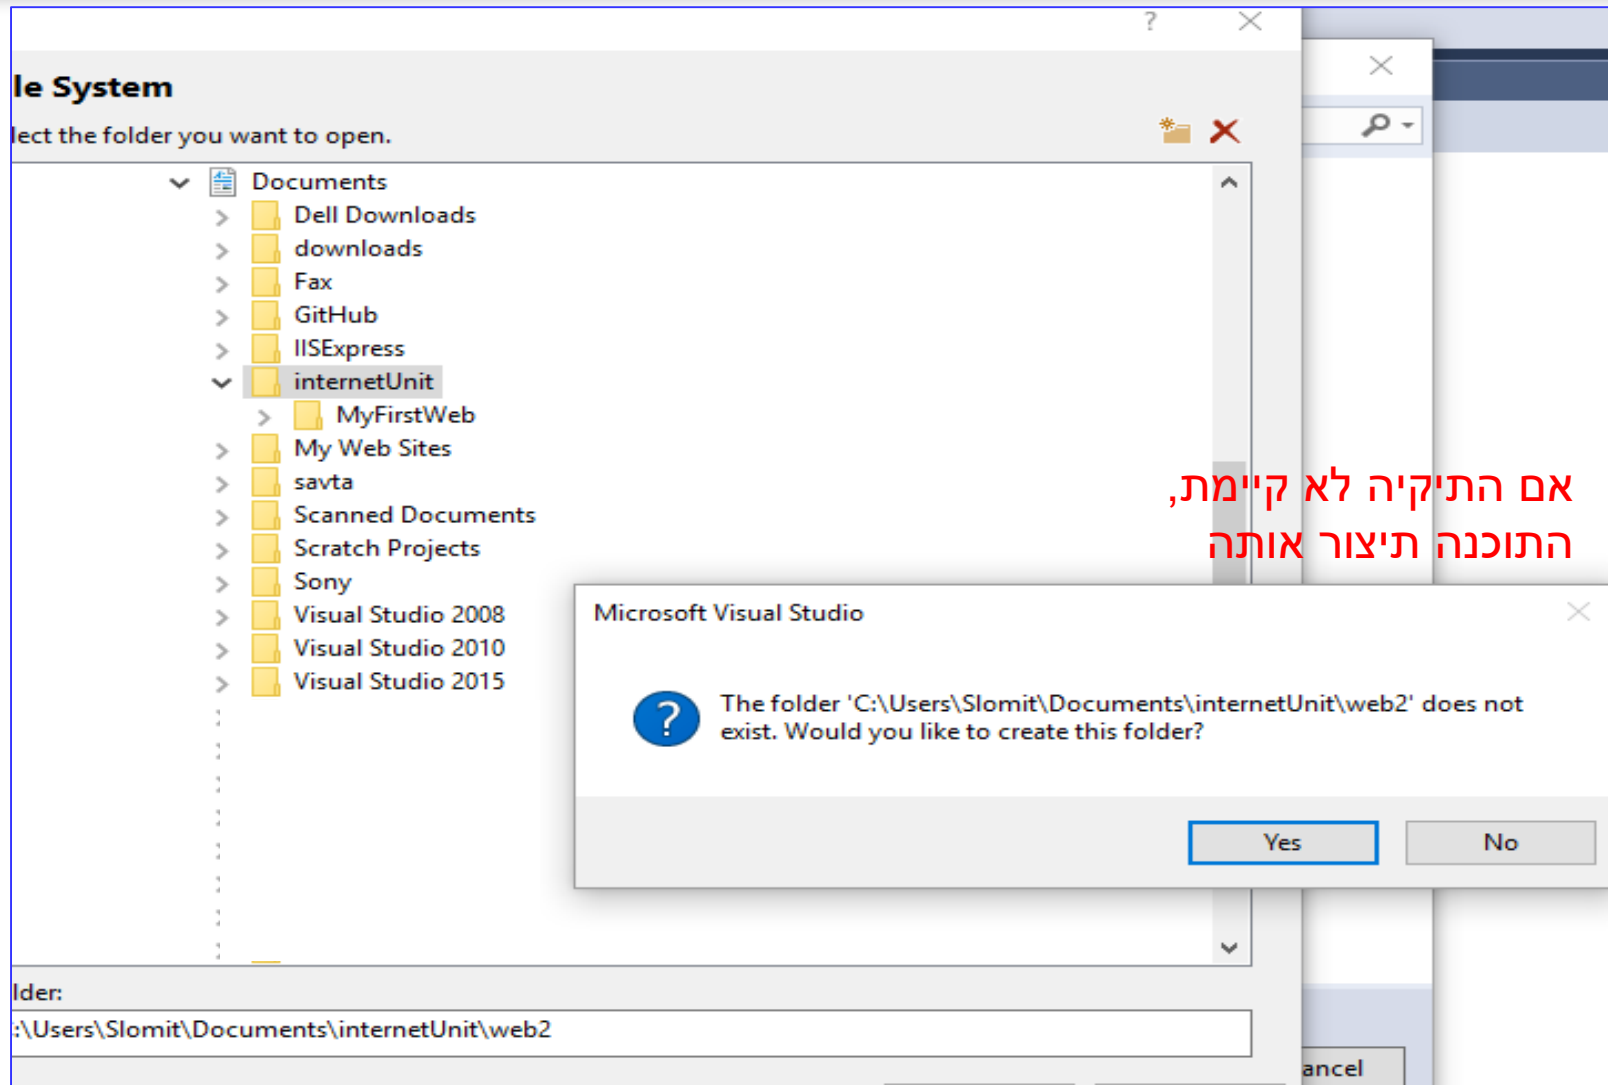 ?
le System
lect the folder you want to open.
Documents
Dell Downloads
downloads
Fax
GitHub
IISExpress
internetUnit
MyFirstWeb
My Web Sites
savta
Scanned Documents
Scratch Projects
Sony
Visual Studio 2008
Visual Studio 2010
Visual Studio 2015
אם התיקיה לא קיימת,
התוכנה תיצור אותה
Microsoft Visual Studio
?
The folder 'C:\Users\Slomit\Documents\internetUnit\web2' does not
exist. Would you like to create this folder?
Yes
No
lder:
:\Users\Slomit\Documents\internetUnit\web2
ancel